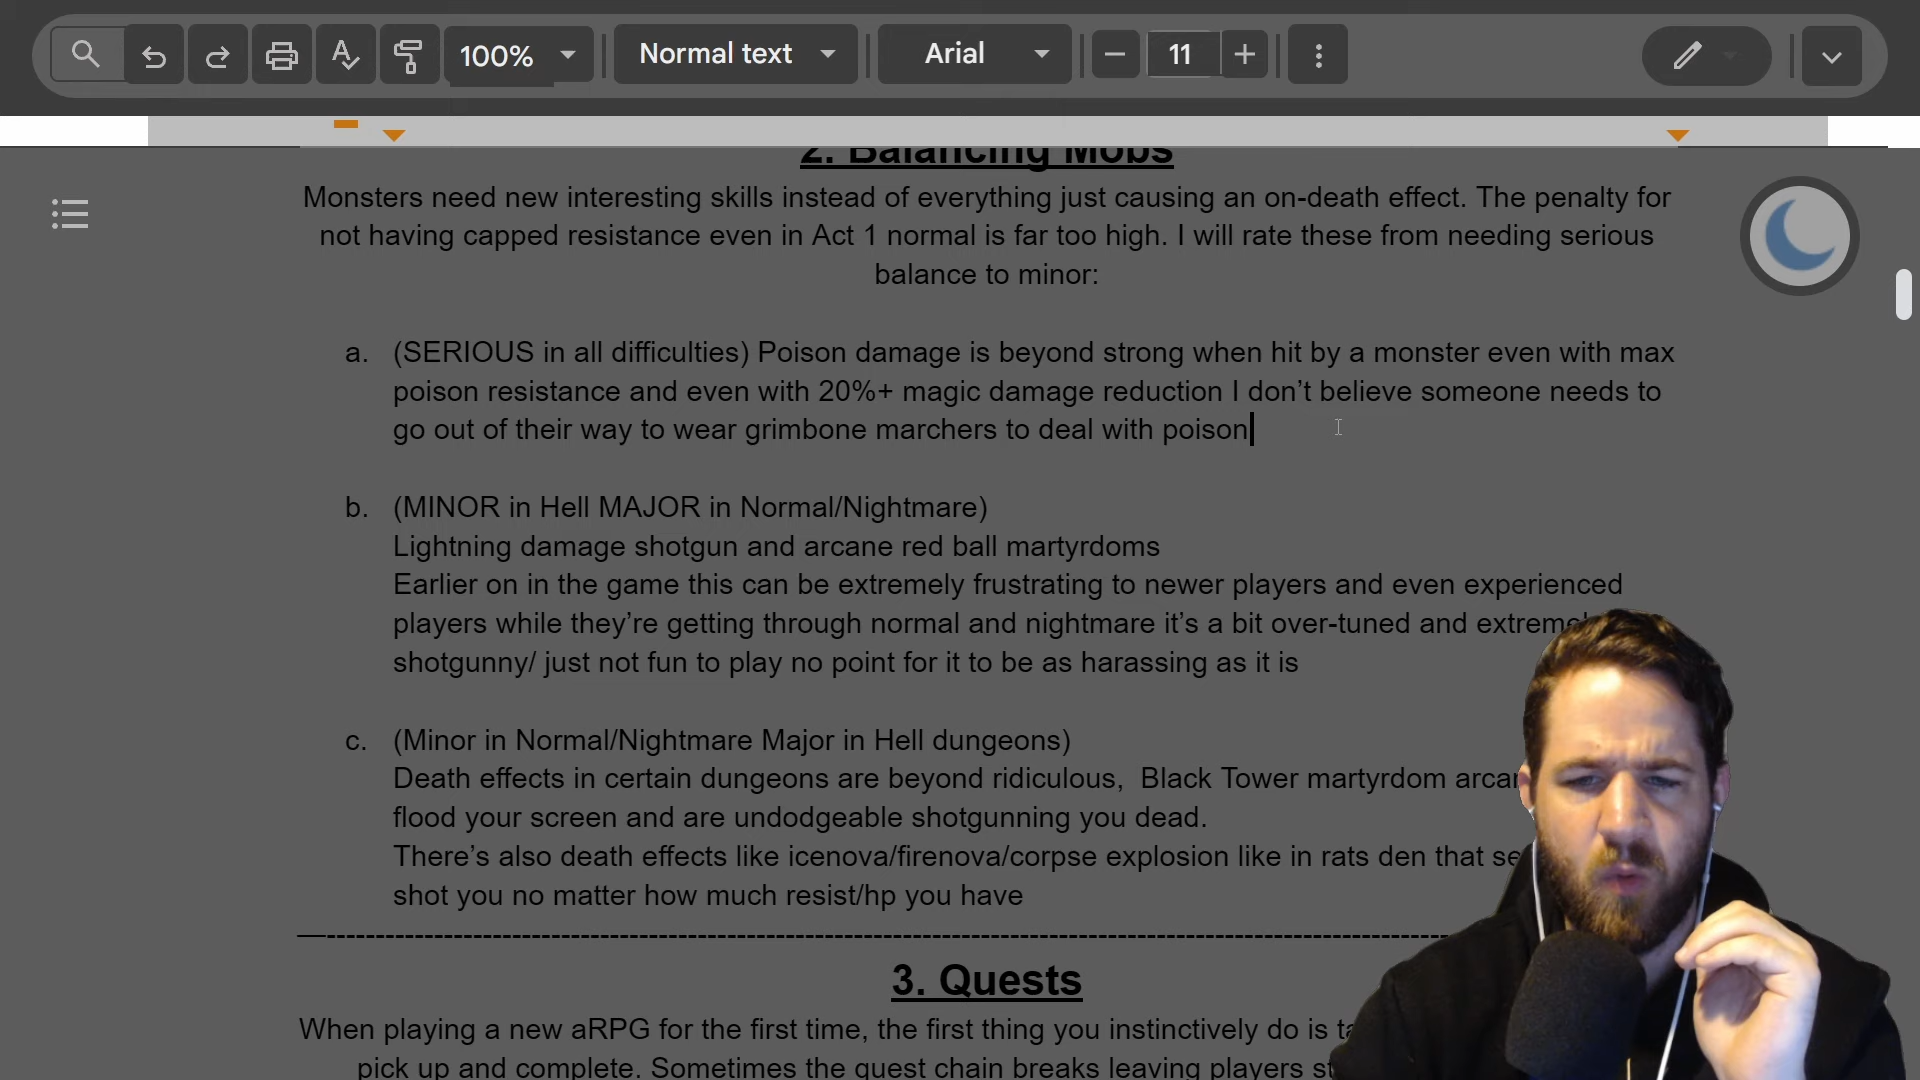 100%
Normal text
Arial
11
2. Balancing Mobs
Monsters need new interesting skills instead of everything just causing an on-death effect. The penalty for
not having capped resistance even in Act 1 normal is far too high. I will rate these from needing serious
balance to minor:
a. (SERIOUS in all difficulties) Poison damage is beyond strong when hit by a monster even with max
poison resistance and even with 20%+ magic damage reduction I don’t believe someone needs to
go out of their way to wear grimbone marchers to deal with poison
b. (MINOR in Hell MAJOR in Normal/Nightmare)
Lightning damage shotgun and arcane red ball martyrdoms
Earlier on in the game this can be extremely frustrating to newer players and even experienced
players while they’re getting through normal and nightmare it’s a bit over-tuned and
shotgunny/ just not fun to play no point for it to be as harassing as it is
c. (Minor in Normal/Nightmare Major in Hell dungeons)
Death effects in certain dungeons are beyond ridiculous, Black Tower martyrdom
flood your screen and are undodgeable shotgunning you dead.
There’s also death effects like icenova/firenova/corpse explosion like in rats den that
shot you no matter how much resist/hp you have
—--------------------------------------------------------------------------------------------------------------
3. Quests
When playing a new aRPG for the first time, the first thing you instinctively do is
pick up and complete. Sometimes the quest chain breaks leaving players